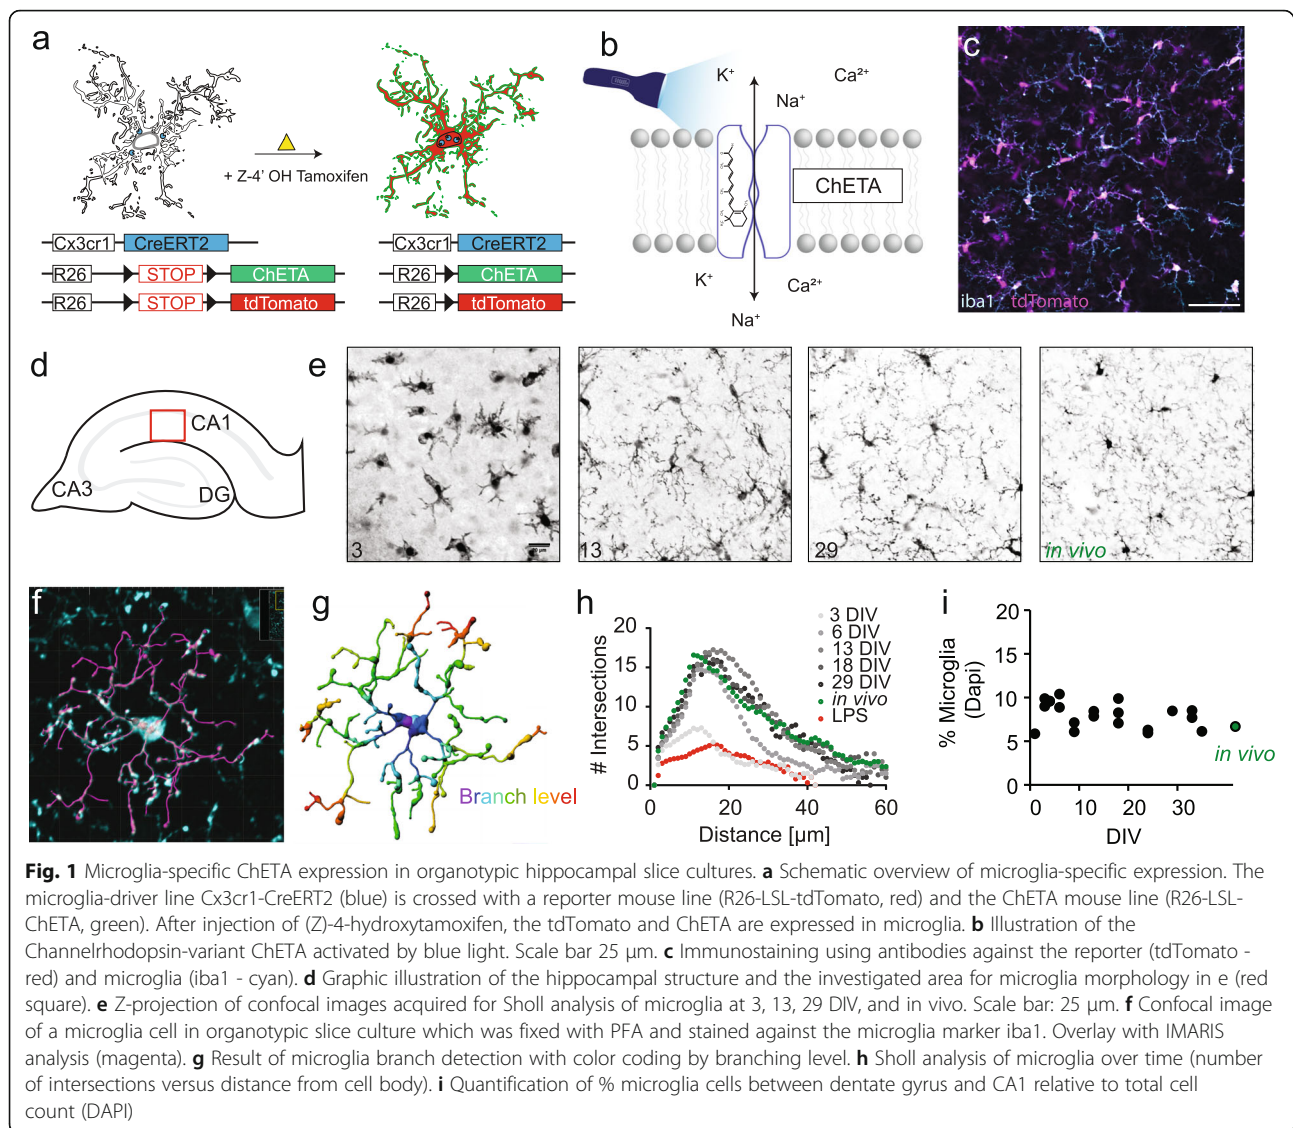 a
+ Z-4' OH Tamoxifen
Cx3cr1 CreERT2
R26 STOP ChETA
R26 STOP tdTomato
Cx3cr1 CreERT2
R26 ChETA
R26 tdTomato
b
K⁺
Ca²⁺
Na⁺
ChETA
K⁺
Ca²⁺
Na⁺
c
iba1 tdTomato
d
CA1
CA3
DG
e
3
13
29
in vivo
f
g
Branch level
h
# Intersections
20
15
10
5
0
0 20 40 60
Distance [µm]
3 DIV
6 DIV
13 DIV
18 DIV
29 DIV
in vivo
LPS
i
% Microglia
(Dapi)
20
15
10
5
0
0 10 20 30
DIV
in vivo
Fig. 1 Microglia-specific ChETA expression in organotypic hippocampal slice cultures. a Schematic overview of microglia-specific expression. The
microglia-driver line Cx3cr1-CreERT2 (blue) is crossed with a reporter mouse line (R26-LSL-tdTomato, red) and the ChETA mouse line (R26-LSL-
ChETA, green). After injection of (Z)-4-hydroxytamoxifen, the tdTomato and ChETA are expressed in microglia. b Illustration of the
Channelrhodopsin-variant ChETA activated by blue light. Scale bar 25 µm. c Immunostaining using antibodies against the reporter (tdTomato -
red) and microglia (iba1 - cyan). d Graphic illustration of the hippocampal structure and the investigated area for microglia morphology in e (red
square). e Z-projection of confocal images acquired for Sholl analysis of microglia at 3, 13, 29 DIV, and in vivo. Scale bar: 25 µm. f Confocal image
of a microglia cell in organotypic slice culture which was fixed with PFA and stained against the microglia marker iba1. Overlay with IMARIS
analysis (magenta). g Result of microglia branch detection with color coding by branching level. h Sholl analysis of microglia over time (number
of intersections versus distance from cell body). i Quantification of % microglia cells between dentate gyrus and CA1 relative to total cell
count (DAPI)